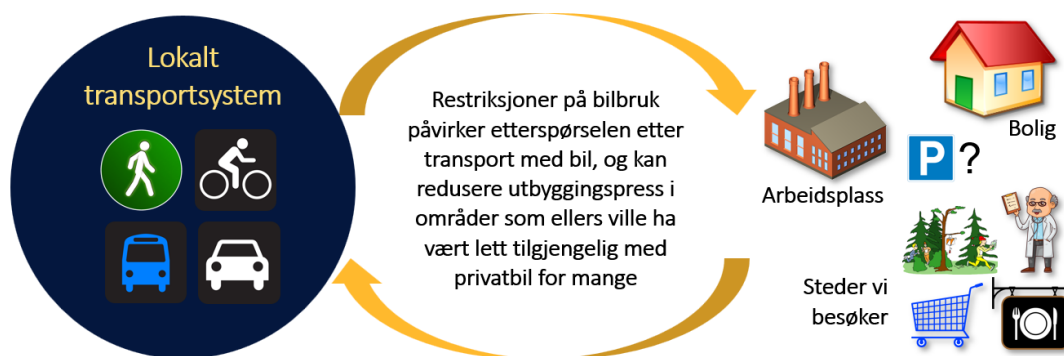 Lokalt
transportsystem
Restriksjoner på bilbruk
påvirker etterspørselen etter
transport med bil, og kan
redusere utbyggingspress i
områder som ellers ville ha
vært lett tilgjengelig med
privatbil for mange
Bolig
P ?
Arbeidsplass
Steder vi
besøker